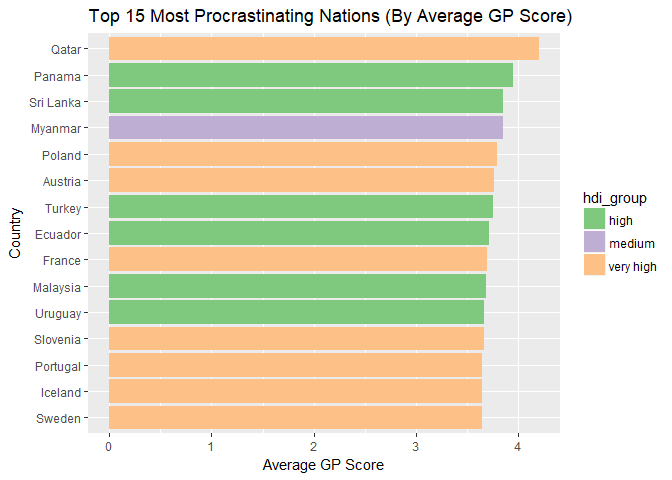 Top 15 Most Procrastinating Nations (By Average GP Score)
Qatar
Panama
Sri Lanka
Myanmar
Poland
Austria
Turkey
Ecuador
France
Malaysia
Uruguay
Slovenia
Portugal
Iceland
Sweden
Country
0 1 2 3 4
Average GP Score
hdi_group
high
medium
very high